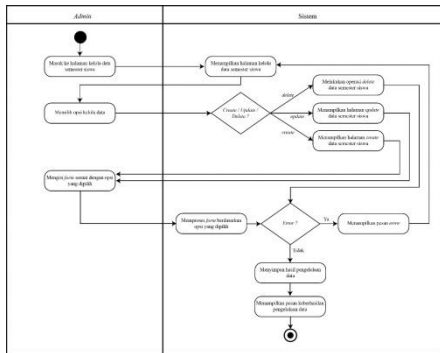 Admin
Sistem
Masuk ke halaman kelola data
semester siswa
Menampilkan halaman kelola
data semester siswa
Memilih opsi kelola data
Create / Update /
Delete ?
delete
update
create
Melakukan operasi delete
data semester siswa
Menampilkan halaman update
data semester siswa
Menampilkan halaman create
data semester siswa
Mengisi form sesuai dengan opsi
yang dipilih
Memproses form berdasarkan
opsi yang dipilih
Error ?
Ya
Menampilkan pesan error
Tidak
Menyimpan hasil pengelolaan
data
Menampilkan pesan keberhasilan
pengelolaan data